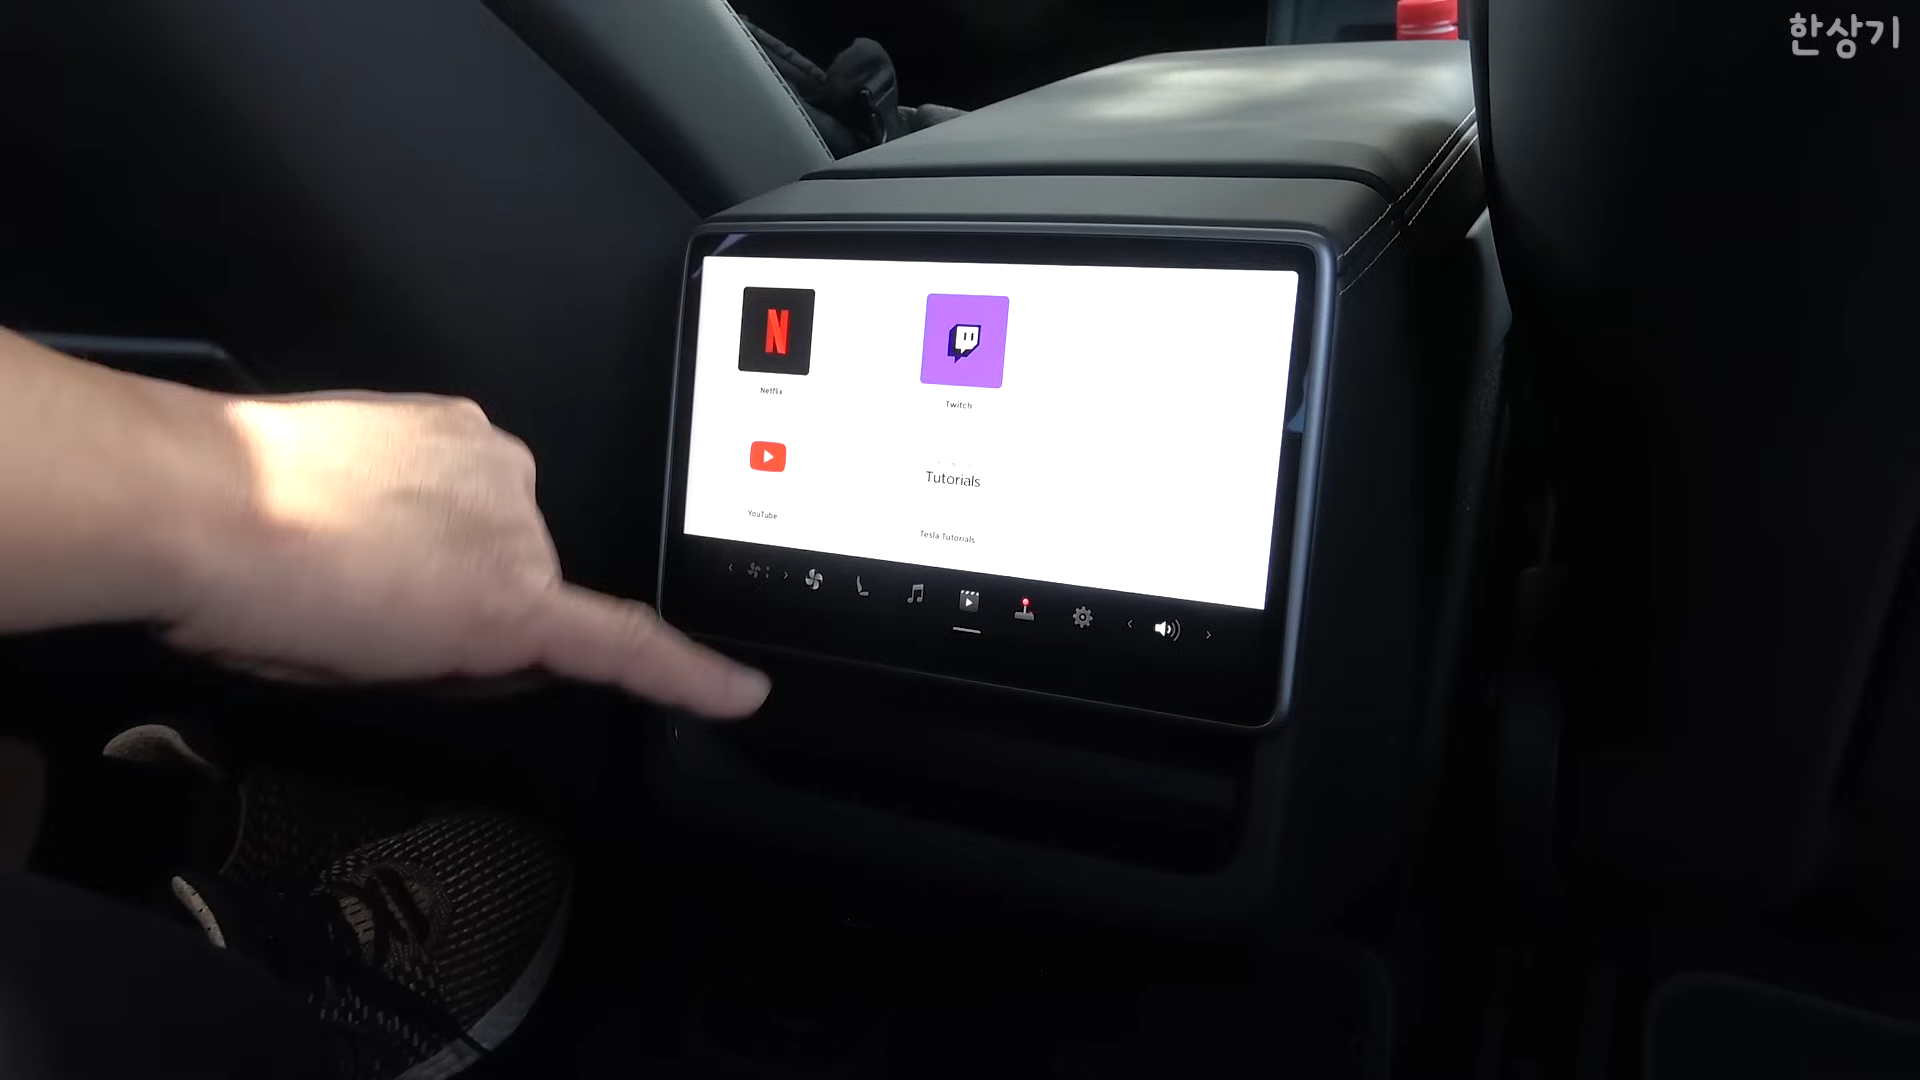 한상기
N
Netflix
Twitch
YouTube
Tutorials
Tesla Tutorials